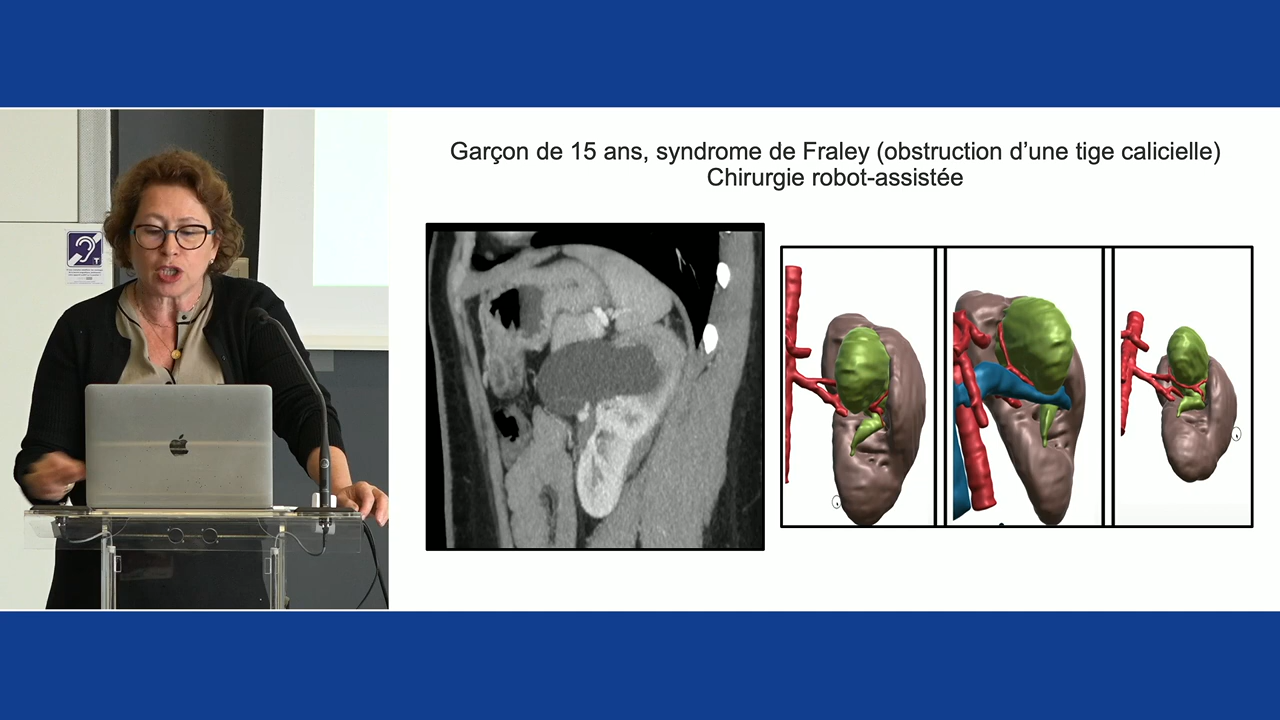 Garçon de 15 ans, syndrome de Fraley (obstruction d’une tige calicielle)
Chirurgie robot-assistée